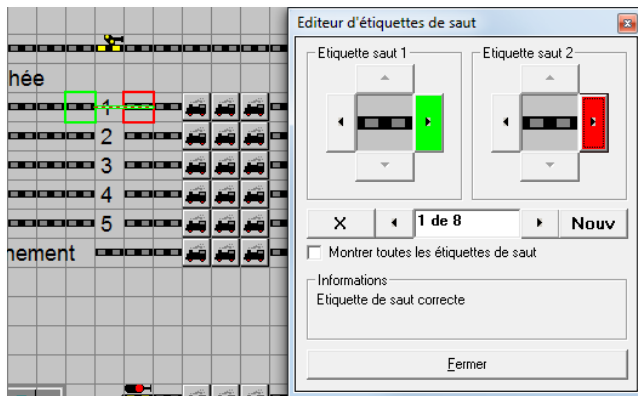 Editeur d'étiquettes de saut
Etiquette saut 1
Etiquette saut 2
hée
1
2
3
4
5
nement
X
1 de 8
Nouv
Montrer toutes les étiquettes de saut
Informations
Etiquette de saut correcte
Fermer